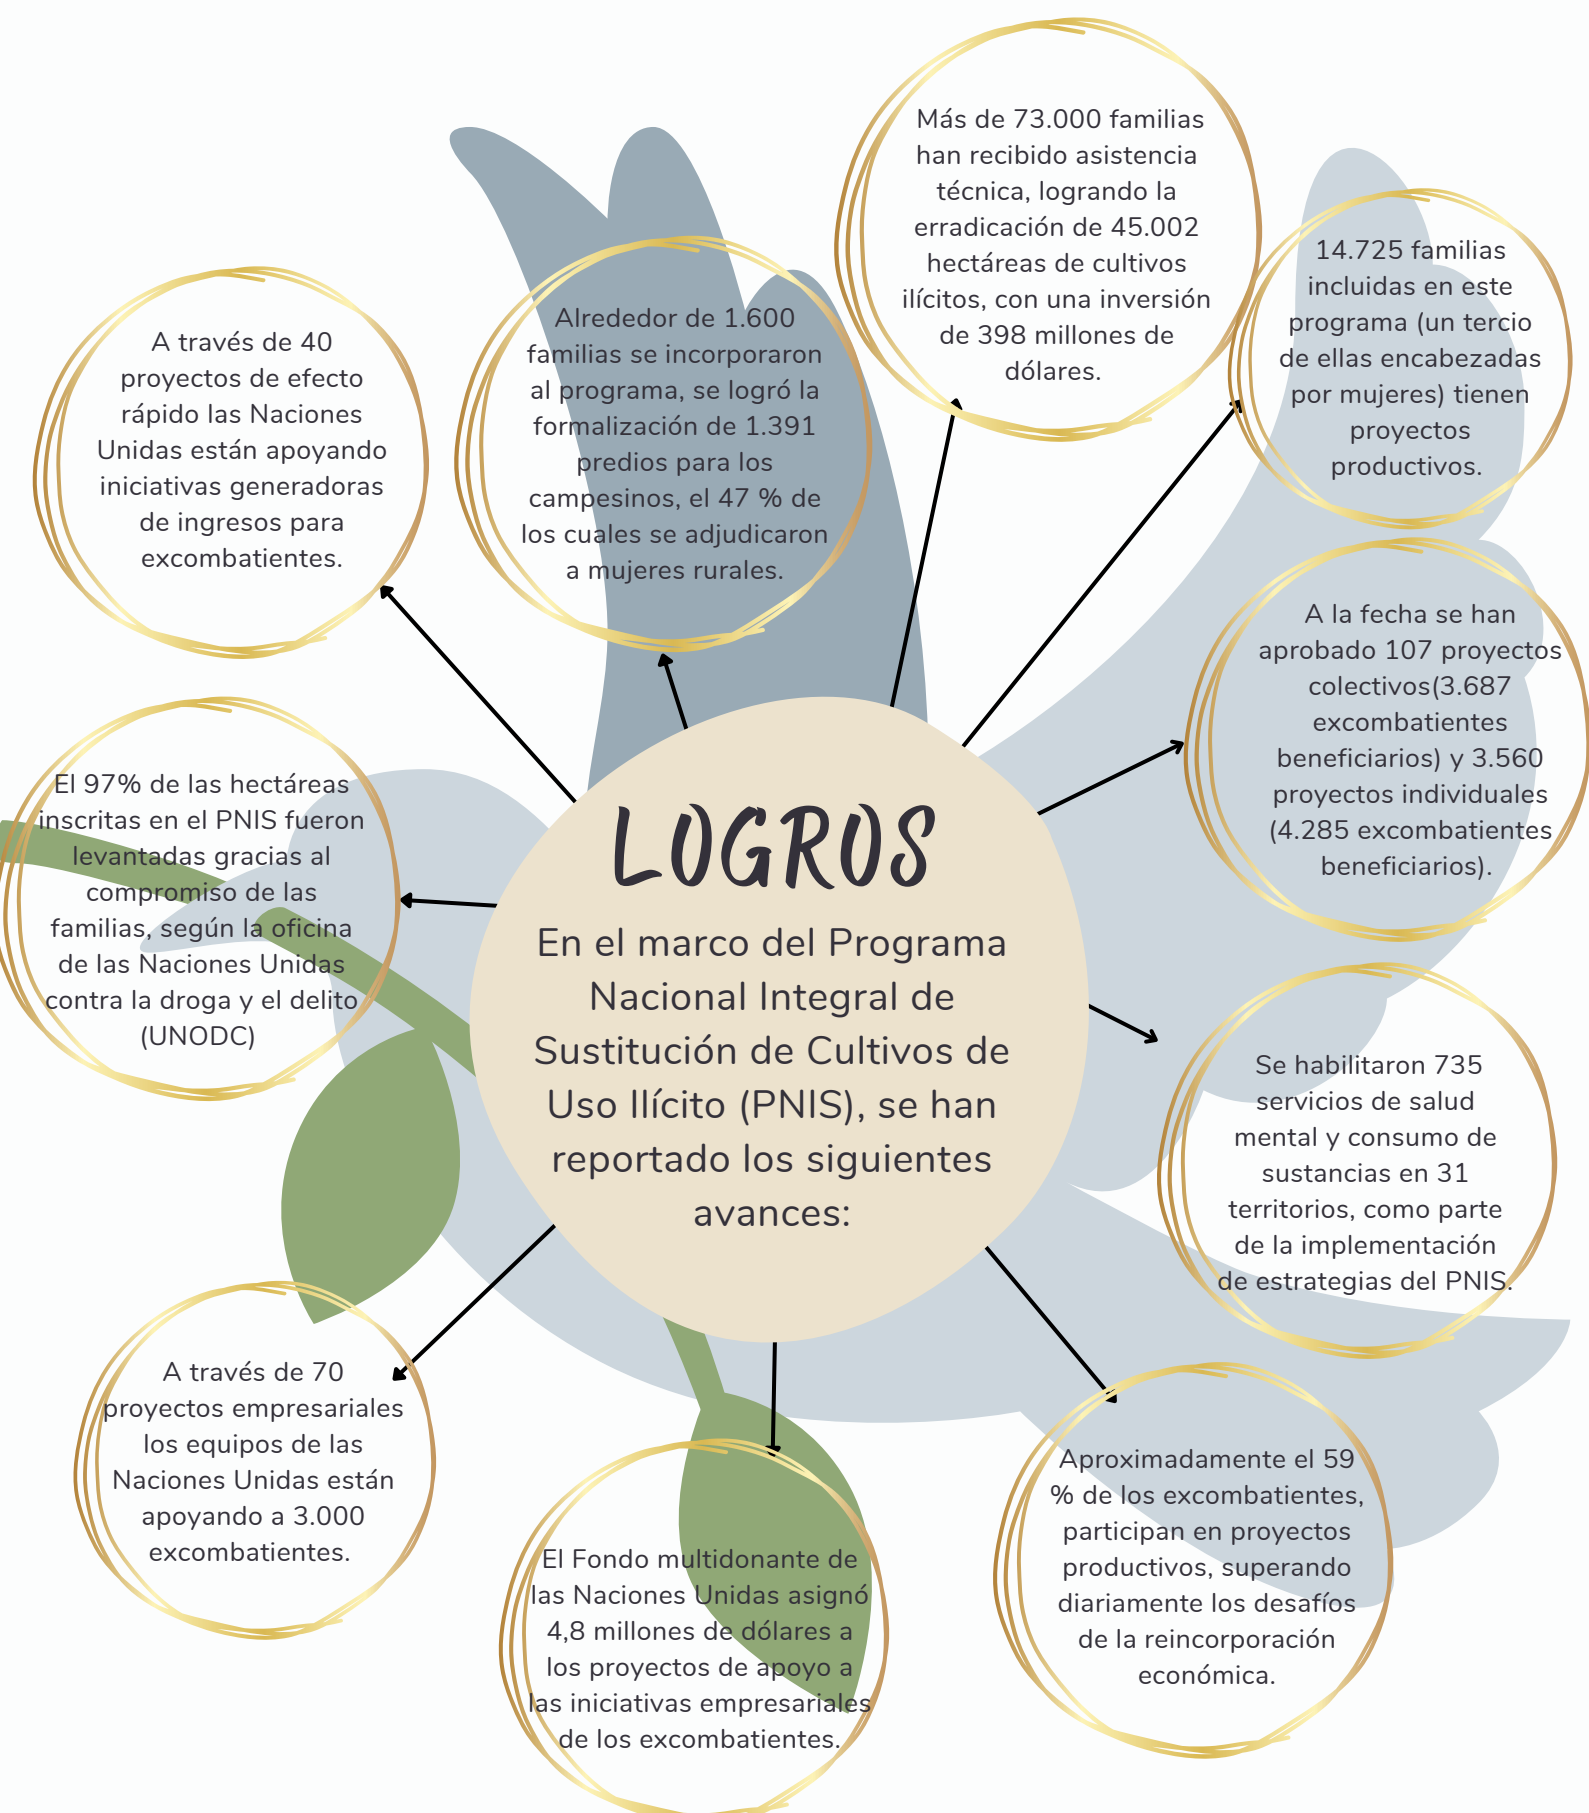 LOGROS
En el marco del Programa
Nacional Integral de
Sustitución de Cultivos de
Uso Ilícito (PNIS), se han
reportado los siguientes
avances:
A través de 40
proyectos de efecto
rápido las Naciones
Unidas están apoyando
iniciativas generadoras
de ingresos para
excombatientes.
Alrededor de 1.600
familias se incorporaron
al programa, se logró la
formalización de 1.391
predios para los
campesinos, el 47 % de
los cuales se adjudicaron
a mujeres rurales.
Más de 73.000 familias
han recibido asistencia
técnica, logrando la
erradicación de 45.002
hectáreas de cultivos
ilícitos, con una inversión
de 398 millones de
dólares.
14.725 familias
incluidas en este
programa (un tercio
de ellas encabezadas
por mujeres) tienen
proyectos
productivos.
A la fecha se han
aprobado 107 proyectos
colectivos(3.687
excombatientes
beneficiarios) y 3.560
proyectos individuales
(4.285 excombatientes
beneficiarios).
Se habilitaron 735
servicios de salud
mental y consumo de
sustancias en 31
territorios, como parte
de la implementación
de estrategias del PNIS.
Aproximadamente el 59
% de los excombatientes,
participan en proyectos
productivos, superando
diariamente los desafíos
de la reincorporación
económica.
El Fondo multidonante de
las Naciones Unidas asignó
4,8 millones de dólares a
los proyectos de apoyo a
las iniciativas empresariales
de los excombatientes.
A través de 70
proyectos empresariales
los equipos de las
Naciones Unidas están
apoyando a 3.000
excombatientes.
El 97% de las hectáreas
inscritas en el PNIS fueron
levantadas gracias al
compromiso de las
familias, según la oficina
de las Naciones Unidas
contra la droga y el delito
(UNODC)